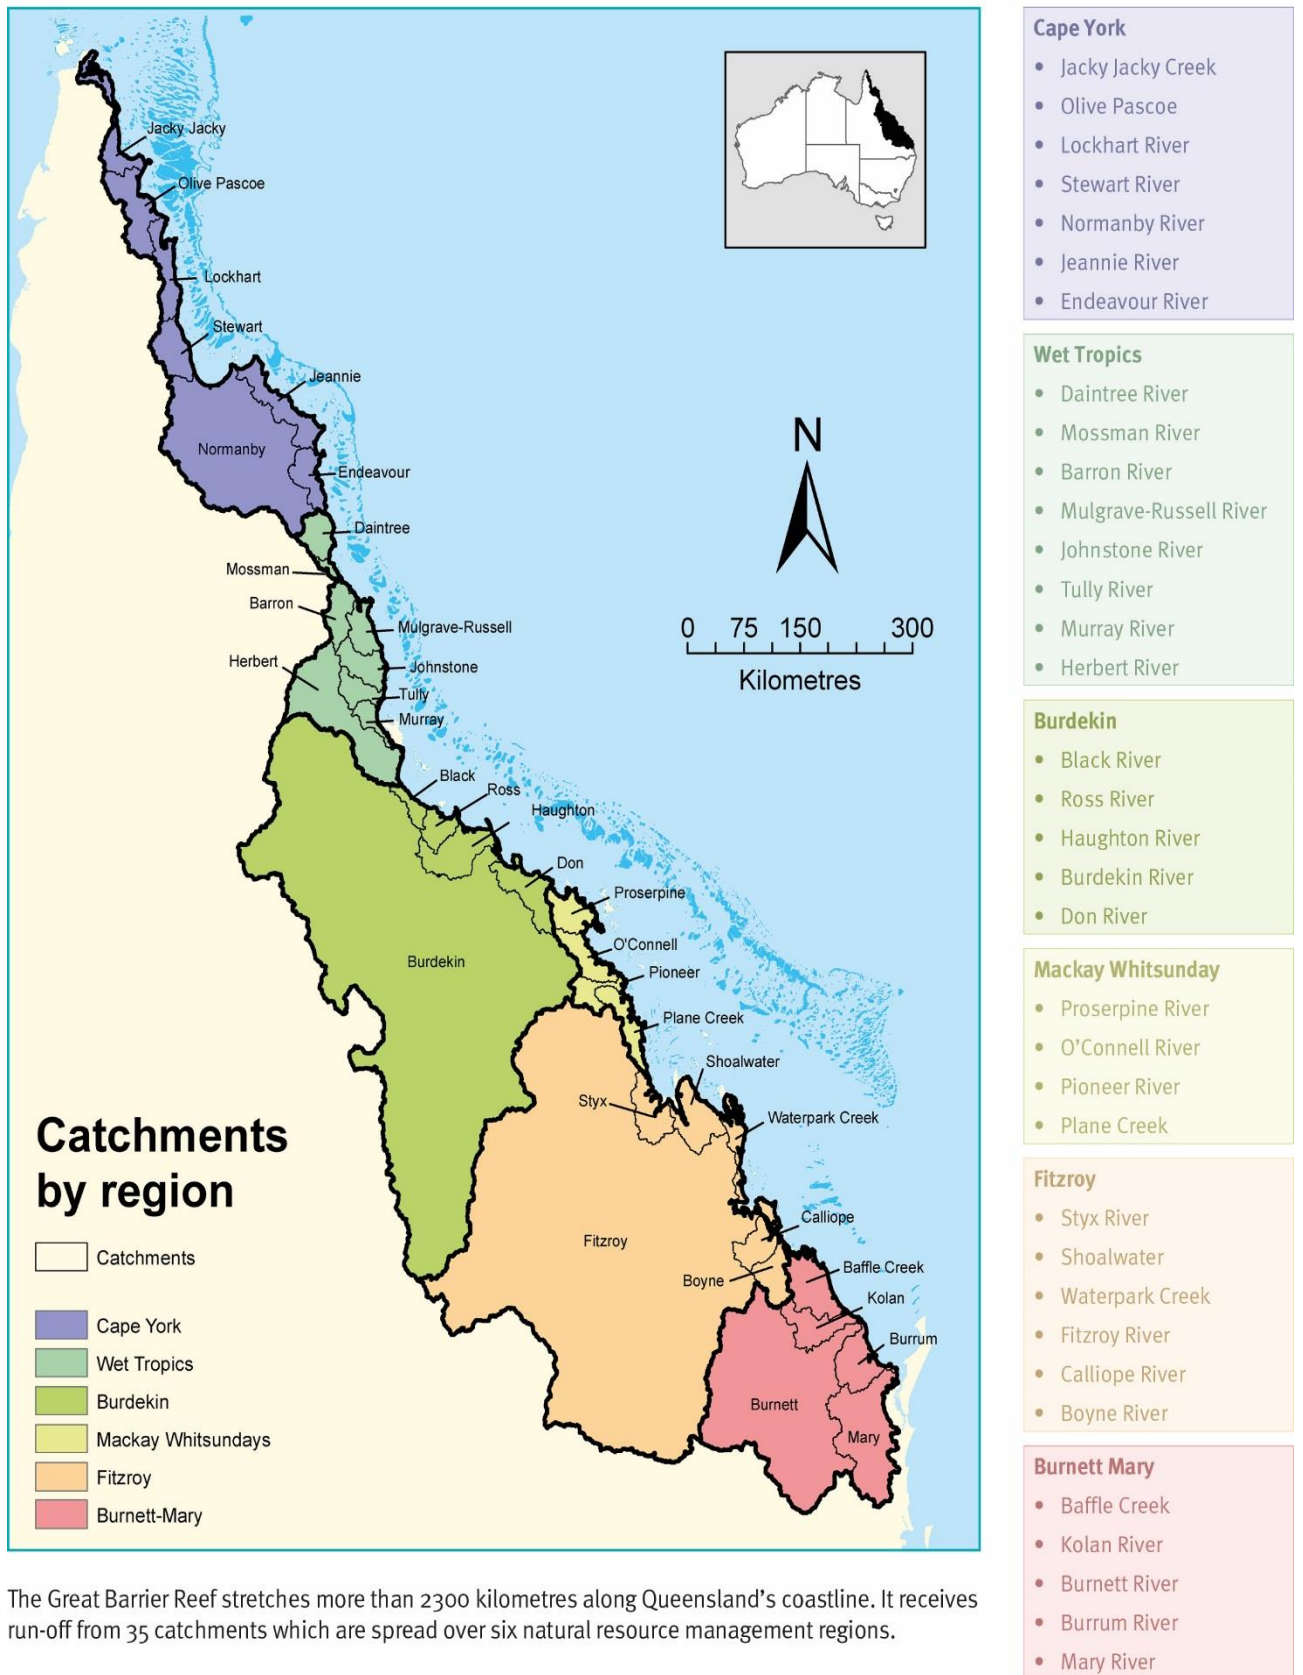 Jacky Jacky
Olive Pascoe
Lockhart
Stewart
Jeannie
Normanby
Endeavour
Daintree
Mossman
Barron
Mulgrave-Russell
Herbert
Johnstone
Tully
Murray
Black
Ross
Haughton
Don
Proserpine
O'Connell
Burdekin
Pioneer
Plane Creek
Shoalwater
Styx
Waterpark Creek
Calliope
Fitzroy
Boyne
Baffle Creek
Kolan
Burrum
Burnett
Mary
N
0 75 150 300
Kilometres
Catchments
by region
Catchments
Cape York
Wet Tropics
Burdekin
Mackay Whitsundays
Fitzroy
Burnett-Mary
Cape York
• Jacky Jacky Creek
• Olive Pascoe
• Lockhart River
• Stewart River
• Normanby River
• Jeannie River
• Endeavour River
Wet Tropics
• Daintree River
• Mossman River
• Barron River
• Mulgrave-Russell River
• Johnstone River
• Tully River
• Murray River
• Herbert River
Burdekin
• Black River
• Ross River
• Haughton River
• Burdekin River
• Don River
Mackay Whitsunday
• Proserpine River
• O’Connell River
• Pioneer River
• Plane Creek
Fitzroy
• Styx River
• Shoalwater
• Waterpark Creek
• Fitzroy River
• Calliope River
• Boyne River
Burnett Mary
• Baffle Creek
• Kolan River
• Burnett River
• Burrum River
• Mary River
The Great Barrier Reef stretches more than 2300 kilometres along Queensland’s coastline. It receives
run-off from 35 catchments which are spread over six natural resource management regions.